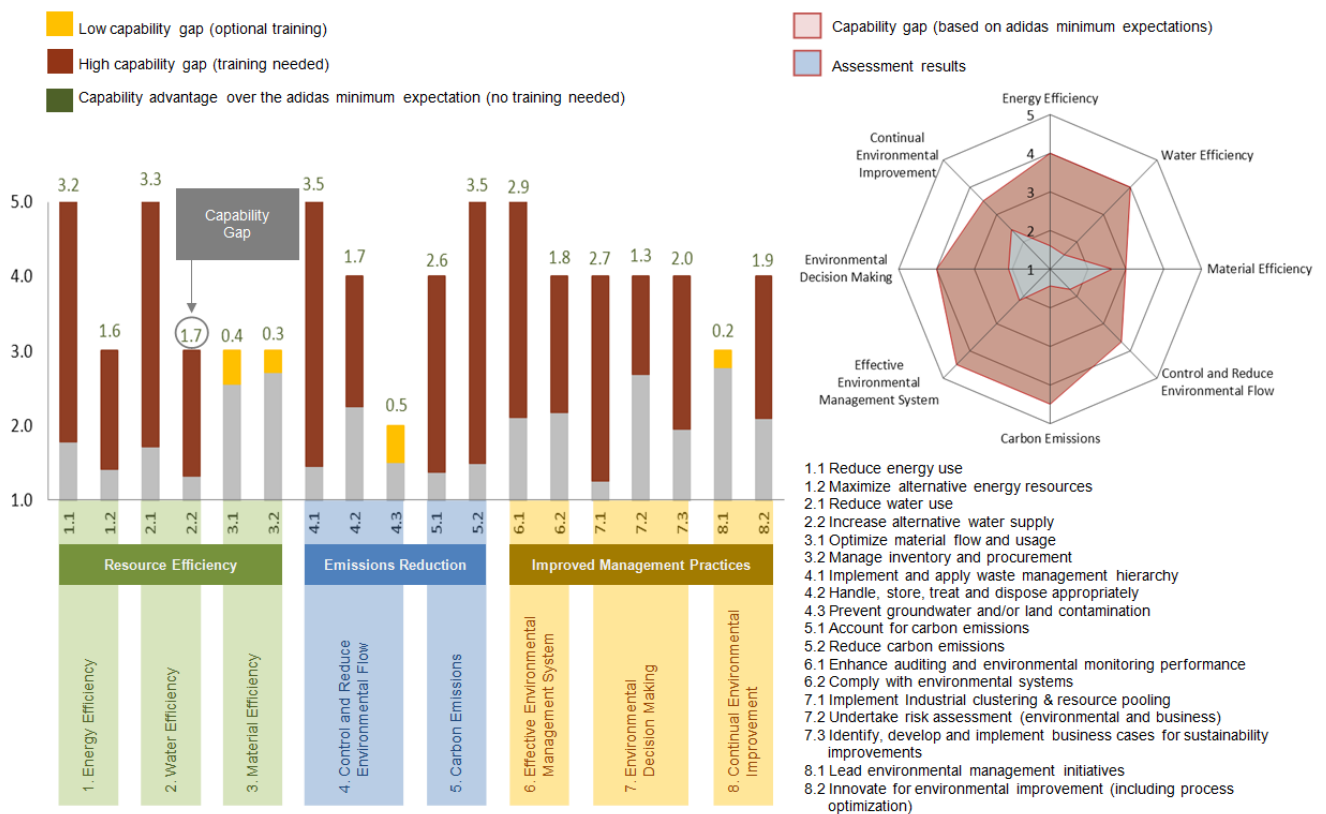 Low capability gap (optional training)
High capability gap (training needed)
Capability advantage over the adidas minimum expectation (no training needed)
Capability gap (based on adidas minimum expectations)
Assessment results
5.0
4.0
3.0
2.0
1.0
3.2
1.6
3.3
1.7
0.4
0.3
3.5
1.7
0.5
2.6
3.5
2.9
1.8
2.7
1.3
2.0
0.2
1.9
Capability
Gap
1.1
1.2
2.1
2.2
3.1
3.2
4.1
4.2
4.3
5.1
5.2
6.1
6.2
7.1
7.2
7.3
8.1
8.2
Resource Efficiency
Emissions Reduction
Improved Management Practices
1. Energy Efficiency
2. Water Efficiency
3. Material Efficiency
4. Control and Reduce
Environmental Flow
5. Carbon Emissions
6. Effective Environmental
Management System
7. Environmental
Decision Making
8. Continual Environmental
Improvement
Energy Efficiency
Water Efficiency
Material Efficiency
Control and Reduce
Environmental Flow
Carbon Emissions
Effective
Environmental
Management System
Environmental
Decision Making
Continual
Environmental
Improvement
5
4
3
2
1
1.1 Reduce energy use
1.2 Maximize alternative energy resources
2.1 Reduce water use
2.2 Increase alternative water supply
3.1 Optimize material flow and usage
3.2 Manage inventory and procurement
4.1 Implement and apply waste management hierarchy
4.2 Handle, store, treat and dispose appropriately
4.3 Prevent groundwater and/or land contamination
5.1 Account for carbon emissions
5.2 Reduce carbon emissions
6.1 Enhance auditing and environmental monitoring performance
6.2 Comply with environmental systems
7.1 Implement Industrial clustering & resource pooling
7.2 Undertake risk assessment (environmental and business)
7.3 Identify, develop and implement business cases for sustainability
improvements
8.1 Lead environmental management initiatives
8.2 Innovate for environmental improvement (including process
optimization)